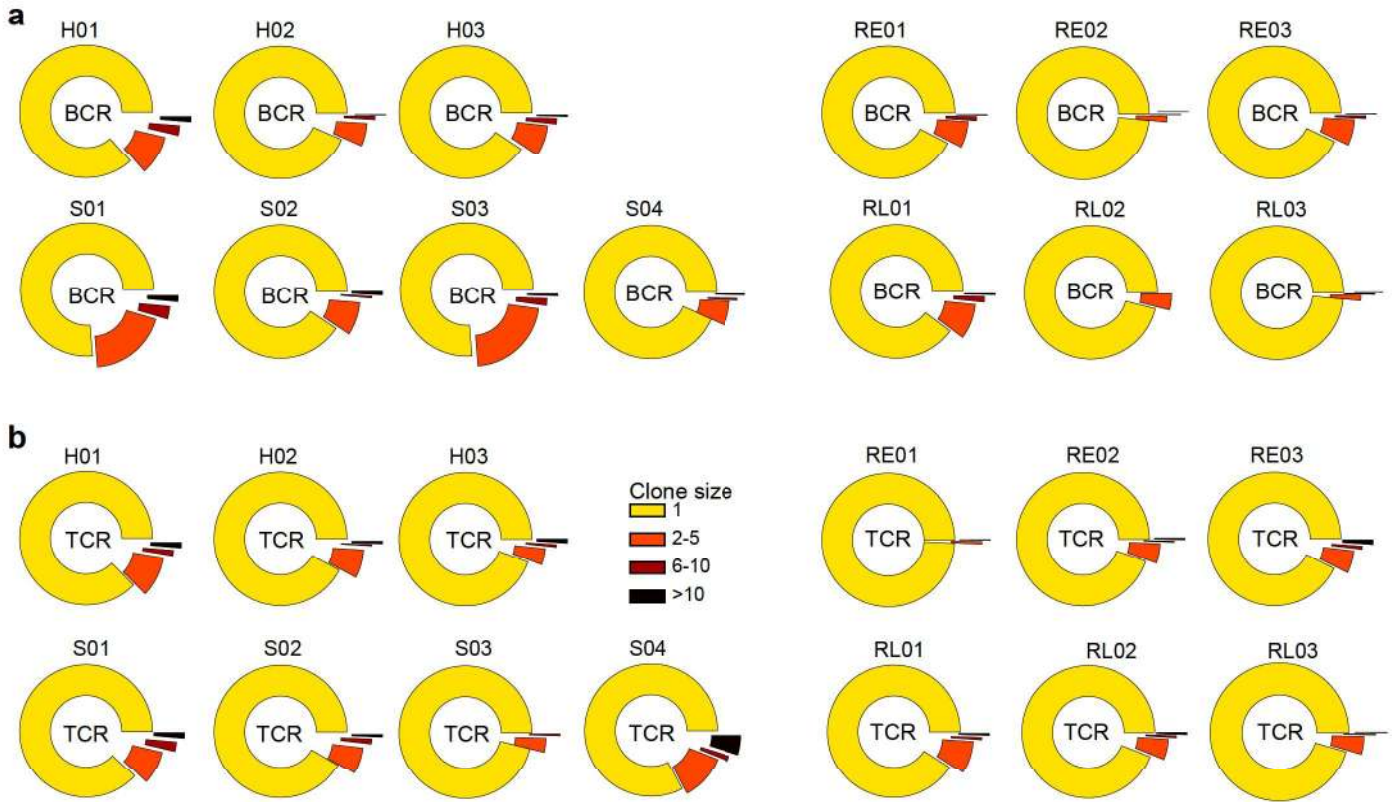 a
H01 H02 H03 RE01 RE02 RE03
BCR BCR BCR BCR BCR BCR
S01 S02 S03 S04 RL01 RL02 RL03
BCR BCR BCR BCR BCR BCR BCR
b
H01 H02 H03 RE01 RE02 RE03
TCR TCR TCR TCR TCR TCR
Clone size
1
2-5
6-10
>10
S01 S02 S03 S04 RL01 RL02 RL03
TCR TCR TCR TCR TCR TCR TCR